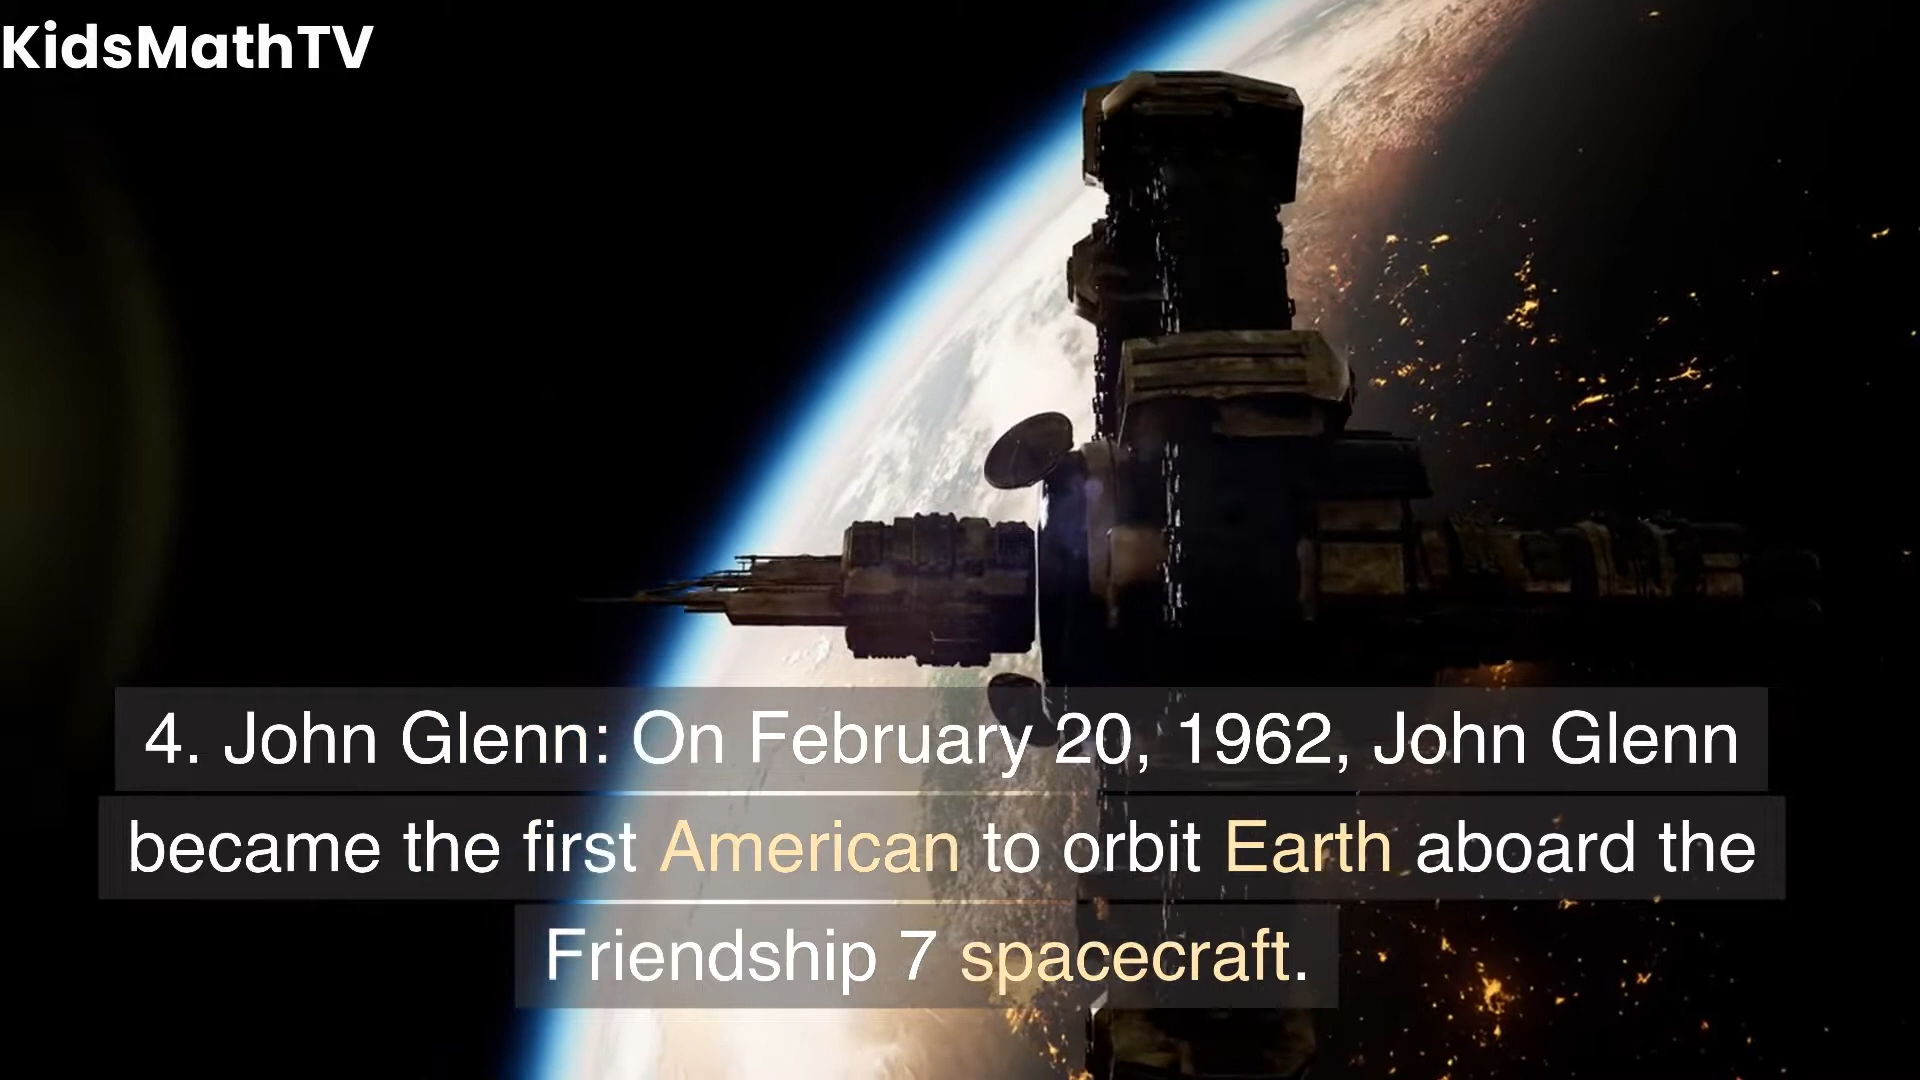 KidsMathTV
4. John Glenn: On February 20, 1962, John Glenn
became the first American to orbit Earth aboard the
Friendship 7 spacecraft.